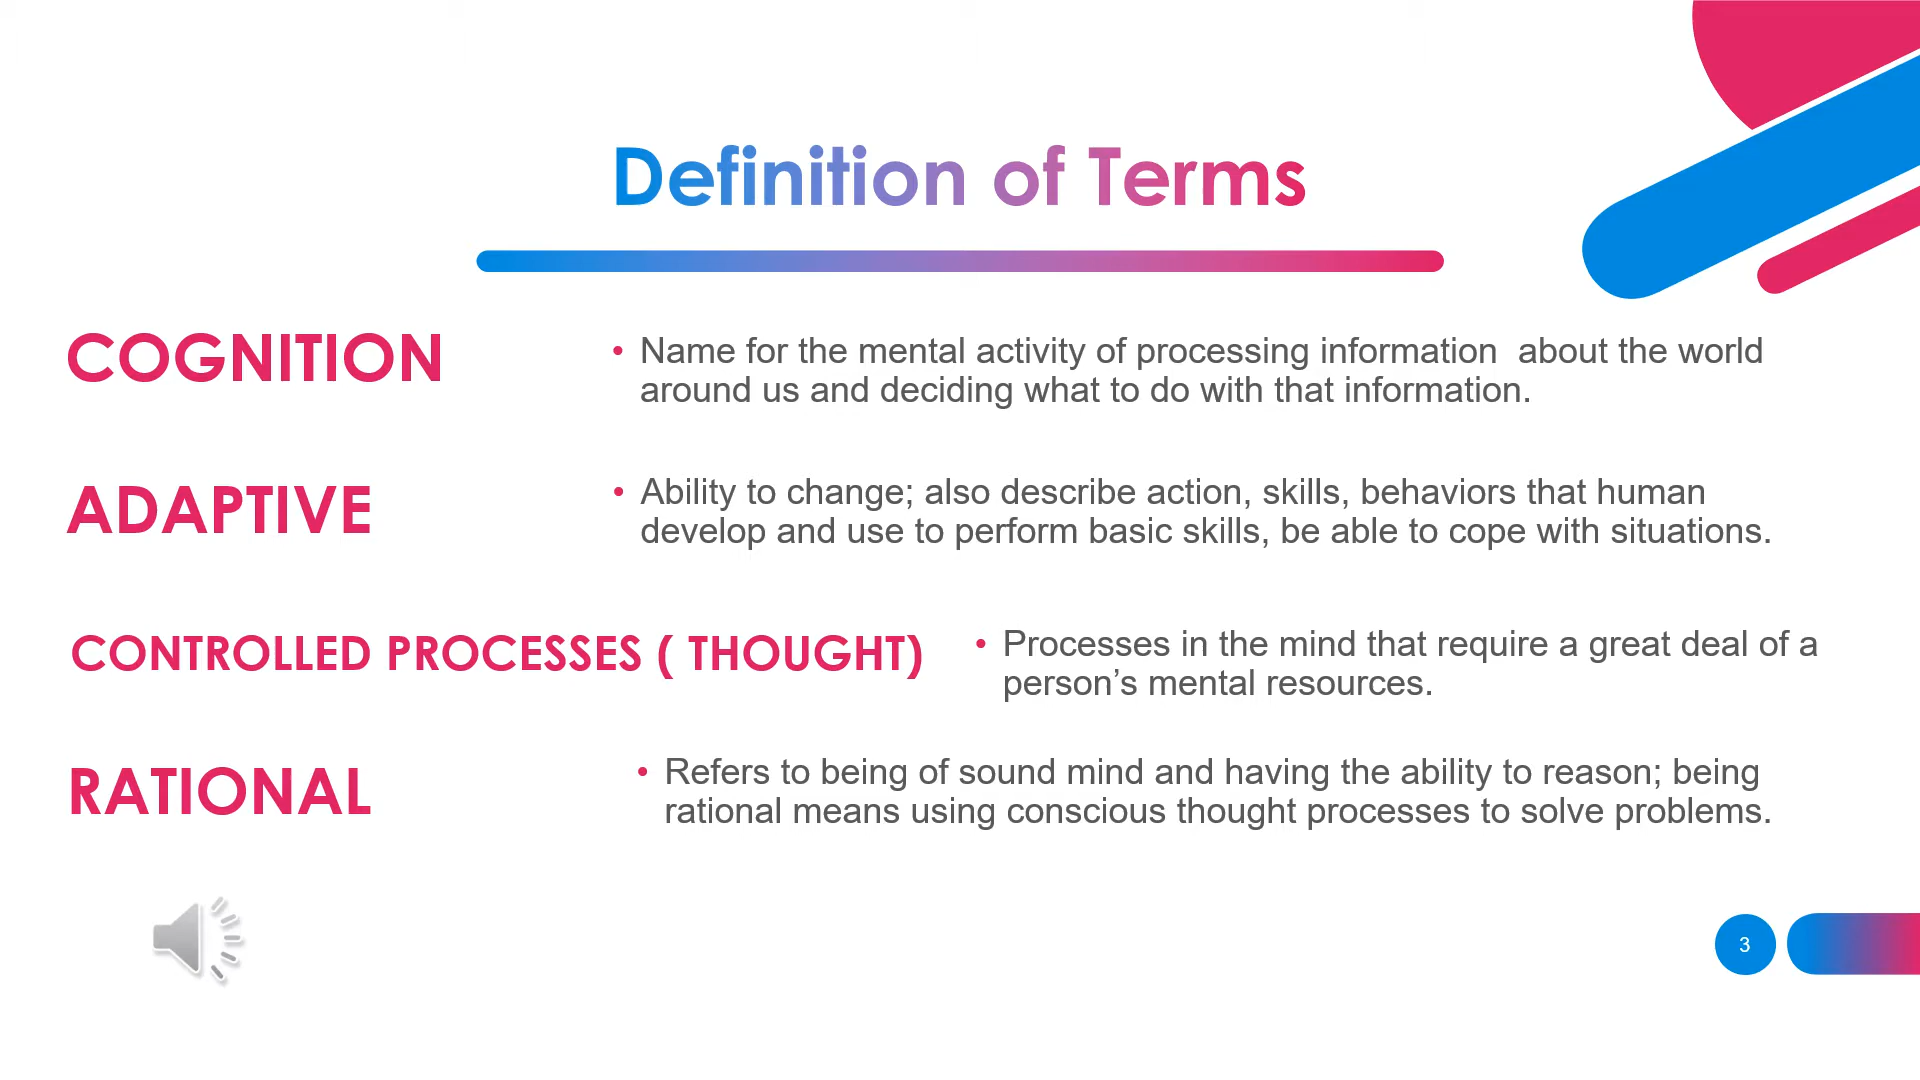 Definition of Terms
COGNITION
• Name for the mental activity of processing information  about the world
around us and deciding what to do with that information.
ADAPTIVE
• Ability to change; also describe action, skills, behaviors that human
develop and use to perform basic skills, be able to cope with situations.
CONTROLLED PROCESSES ( THOUGHT)
• Processes in the mind that require a great deal of a
person’s mental resources.
RATIONAL
• Refers to being of sound mind and having the ability to reason; being
rational means using conscious thought processes to solve problems.
3